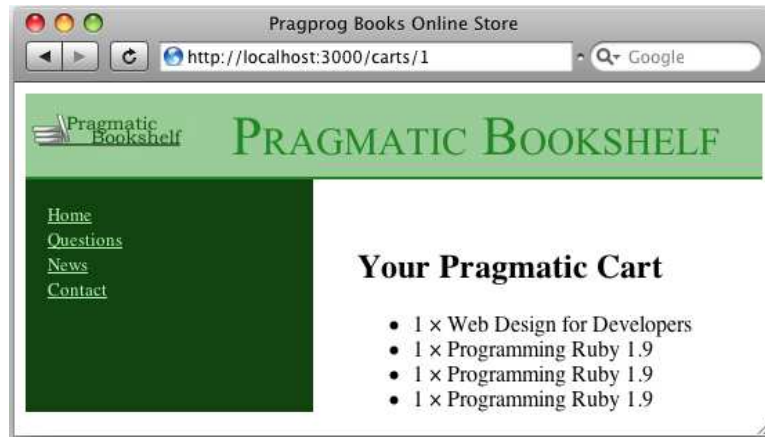 Pragprog Books Online Store
http://localhost:3000/carts/1
Google
Pragmatic
Bookshelf
PRAGMATIC BOOKSHELF
Home
Questions
News
Contact
Your Pragmatic Cart
• 1 × Web Design for Developers
• 1 × Programming Ruby 1.9
• 1 × Programming Ruby 1.9
• 1 × Programming Ruby 1.9